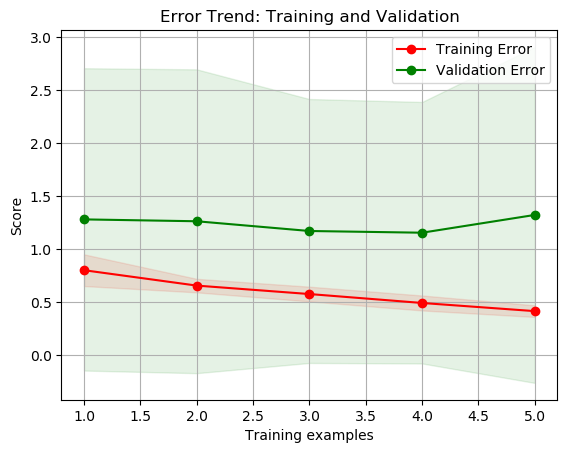 Error Trend: Training and Validation
3.0
2.5
2.0
1.5
1.0
0.5
0.0
Score
Training Error
Validation Error
1.0 1.5 2.0 2.5 3.0 3.5 4.0 4.5 5.0
Training examples